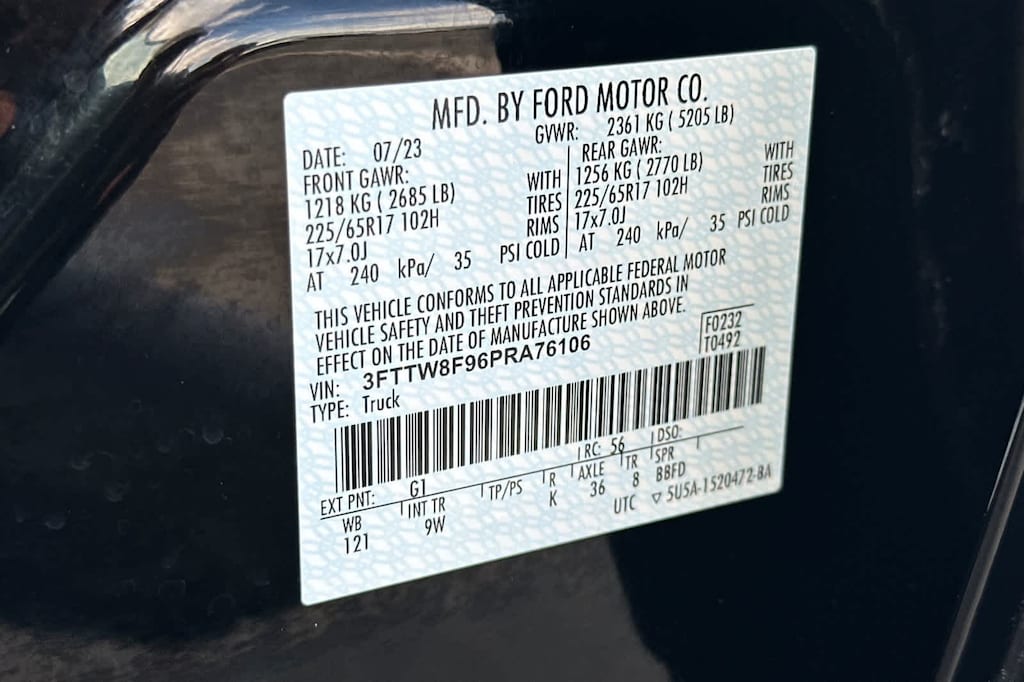 MFD. BY FORD MOTOR CO.
DATE: 07/23 GVWR: 2361 KG ( 5205 LB)
FRONT GAWR: REAR GAWR:
1218 KG ( 2685 LB) WITH 1256 KG ( 2770 LB) WITH
225/65R17 102H TIRES 225/65R17 102H TIRES
17x7.0J RIMS 17x7.0J RIMS
AT 240 kPa/ 35 PSI COLD AT 240 kPa/ 35 PSI COLD
THIS VEHICLE CONFORMS TO ALL APPLICABLE FEDERAL MOTOR
VEHICLE SAFETY AND THEFT PREVENTION STANDARDS IN
EFFECT ON THE DATE OF MANUFACTURE SHOWN ABOVE.
VIN: 3FTTW8F96PRA76106 F0232
TYPE: Truck T0492
EXT PNT: G1 RC: 56 DSO:
WB INT TR TP/PS R AXLE TR SPR
121 9W K 36 8 BBFD
UTC ▽ 5U5A-1520472-BA